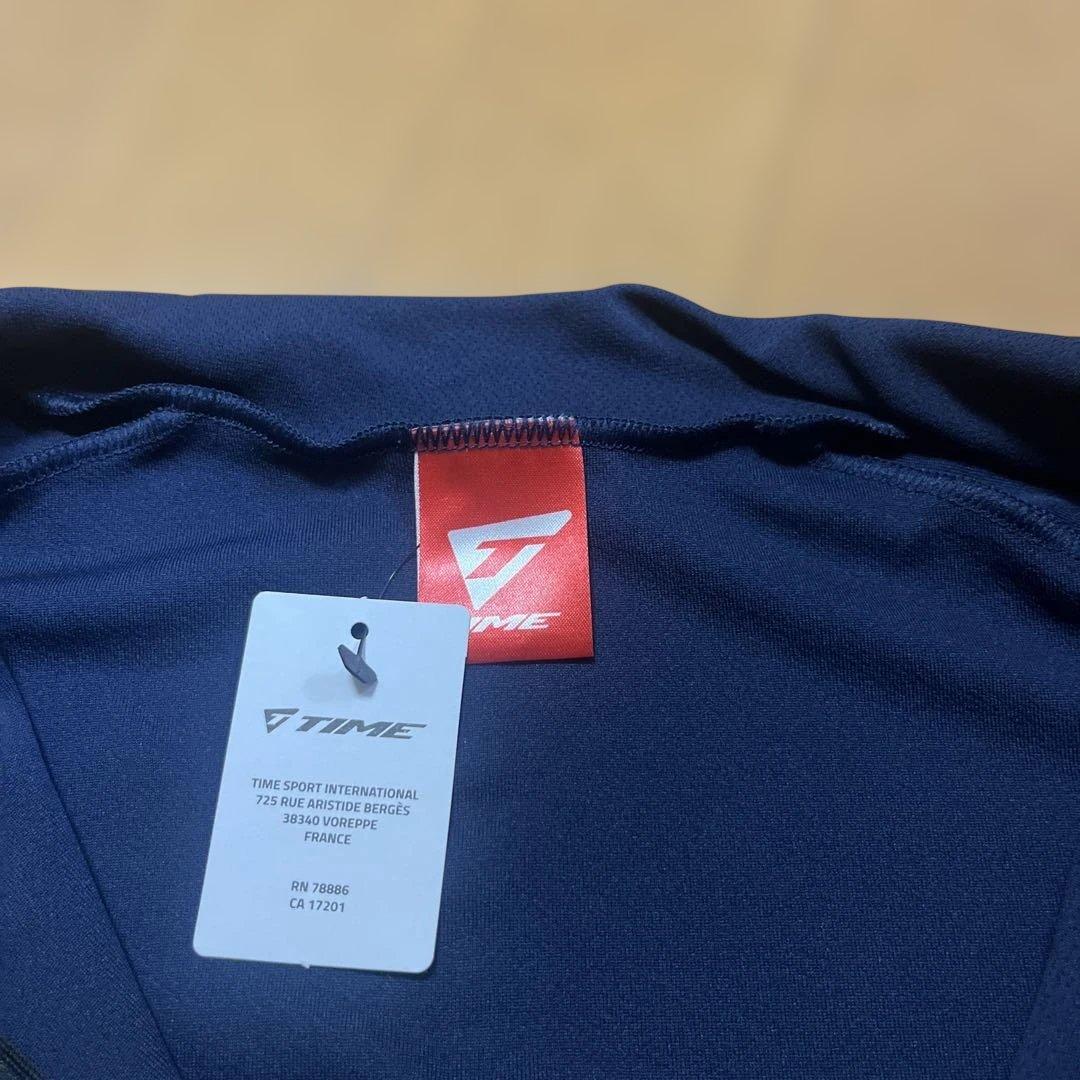 TIME
TIME
TIME SPORT INTERNATIONAL
725 RUE ARISTIDE BERGÈS
38340 VOREPPE
FRANCE
RN 78886
CA 17201